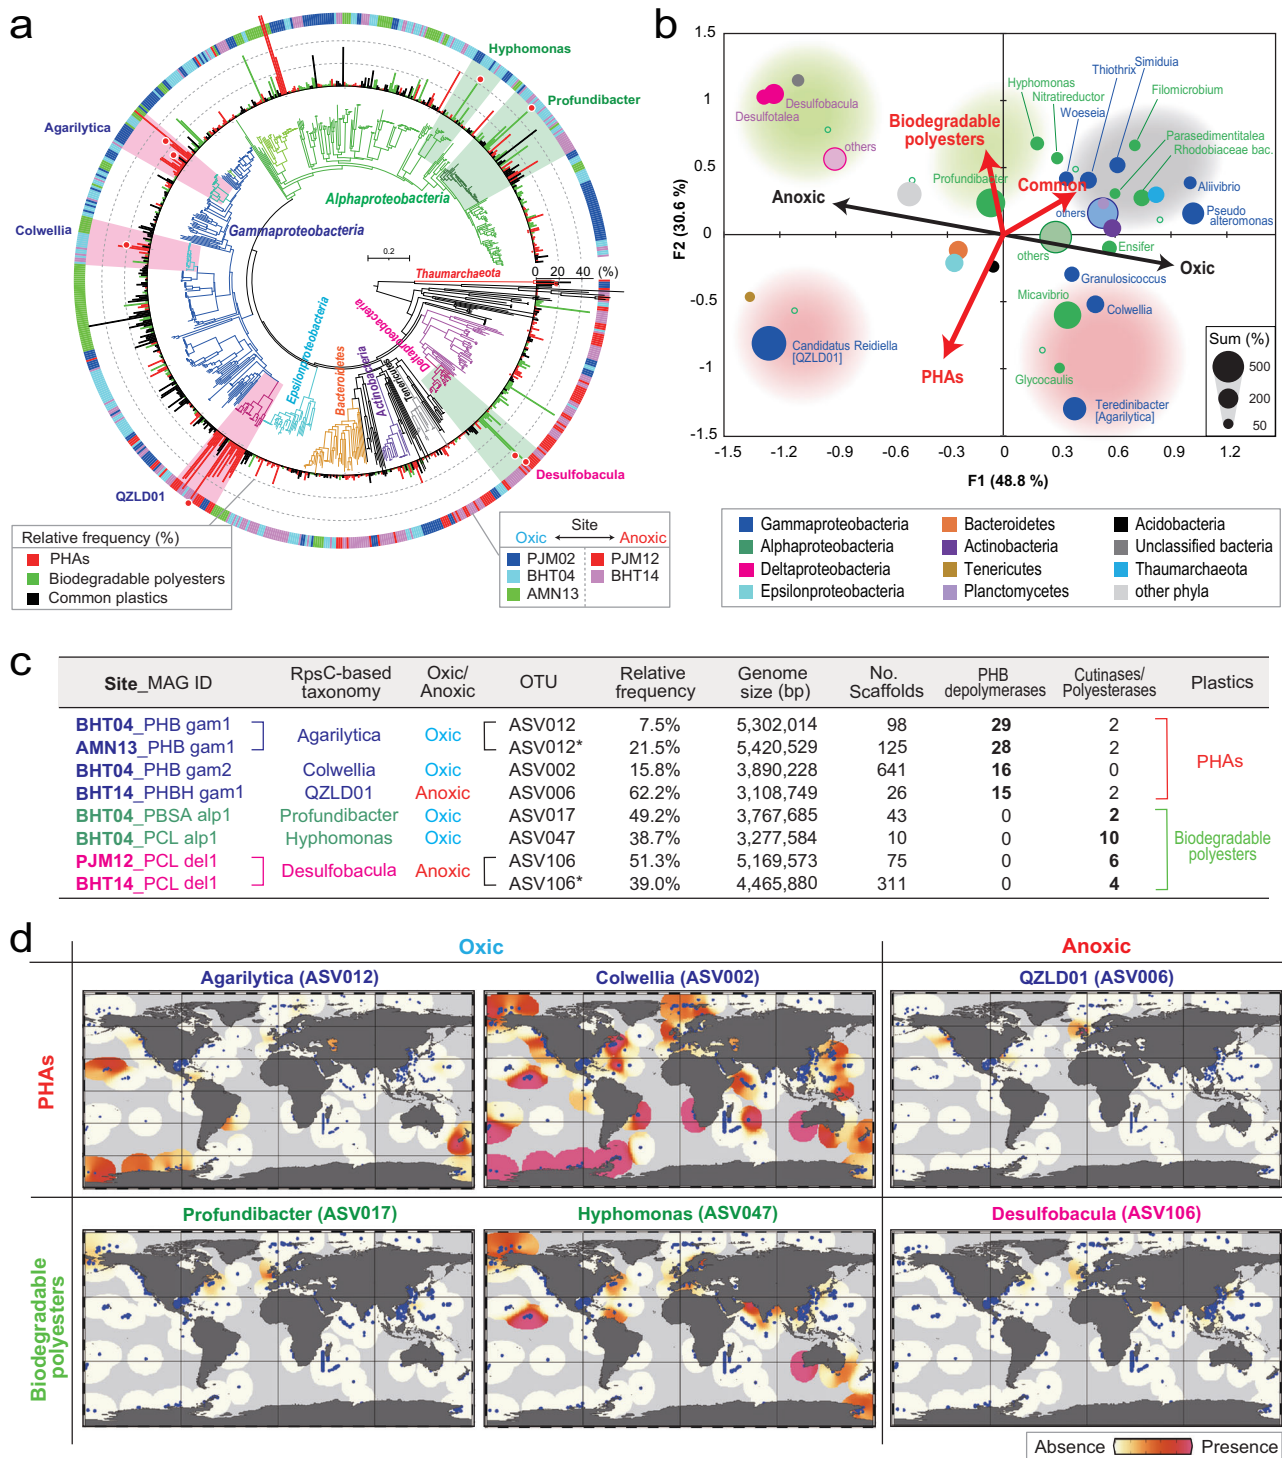 a
Hyphomonas
Profundibacter
Agarilytica
Alphaproteobacteria
Colwellia
Gammaproteobacteria
0.2
Thaumarchaeota
0 20 40 (%)
Deltaproteobacteria
Epsilonproteobacteria
Bacteroidetes
Actinobacteria
Tenericutes
Desulfobacula
QZLD01
Relative frequency (%)
PHAs
Biodegradable polyesters
Common plastics
Site
Oxic Anoxic
PJM02 PJM12
BHT04 BHT14
AMN13
b
1.5
1
0.5
0
-0.5
-1
-1.5
F2 (30.6 %)
-1.5 -1.2 -0.9 -0.6 -0.3 0 0.3 0.6 0.9 1.2
F1 (48.8 %)
Simiduia
Thiothrix
Hyphomonas
Nitratireductor
Filomicrobium
Woeseia
Desulfobacula
Desulfotalea
Biodegradable
polyesters
Parasedimentitalea
Rhodobiaceae bac.
others
Profundibacter
Common
Aliivibrio
Anoxic
others
Pseudo
alteromonas
others
Ensifer
Oxic
Granulosicoccus
Micavibrio
Colwellia
Candidatus Reidiella
[QZLD01]
PHAs
Glycocaulis
Teredinibacter
[Agarilytica]
Sum (%)
500
200
50
Gammaproteobacteria Bacteroidetes Acidobacteria
Alphaproteobacteria Actinobacteria Unclassified bacteria
Deltaproteobacteria Tenericutes Thaumarchaeota
Epsilonproteobacteria Planctomycetes other phyla
c
Site_MAG ID RpsC-based taxonomy Oxic/Anoxic OTU Relative frequency Genome size (bp) No. Scaffolds PHB depolymerases Cutinases/Polyesterases Plastics
BHT04_PHB gam1 Agarilytica Oxic ASV012 7.5% 5,302,014 98 29 2 PHAs
AMN13_PHB gam1 ASV012* 21.5% 5,420,529 125 28 2
BHT04_PHB gam2 Colwellia Oxic ASV002 15.8% 3,890,228 641 16 0
BHT14_PHBH gam1 QZLD01 Anoxic ASV006 62.2% 3,108,749 26 15 2
BHT04_PBSA alp1 Profundibacter Oxic ASV017 49.2% 3,767,685 43 0 2 Biodegradable polyesters
BHT04_PCL alp1 Hyphomonas Oxic ASV047 38.7% 3,277,584 10 0 10
PJM12_PCL del1 Desulfobacula Anoxic ASV106 51.3% 5,169,573 75 0 6
BHT14_PCL del1 ASV106* 39.0% 4,465,880 311 0 4
d
Oxic Anoxic
PHAs
Agarilytica (ASV012) Colwellia (ASV002) QZLD01 (ASV006)
Biodegradable
polyesters
Profundibacter (ASV017) Hyphomonas (ASV047) Desulfobacula (ASV106)
Absence Presence